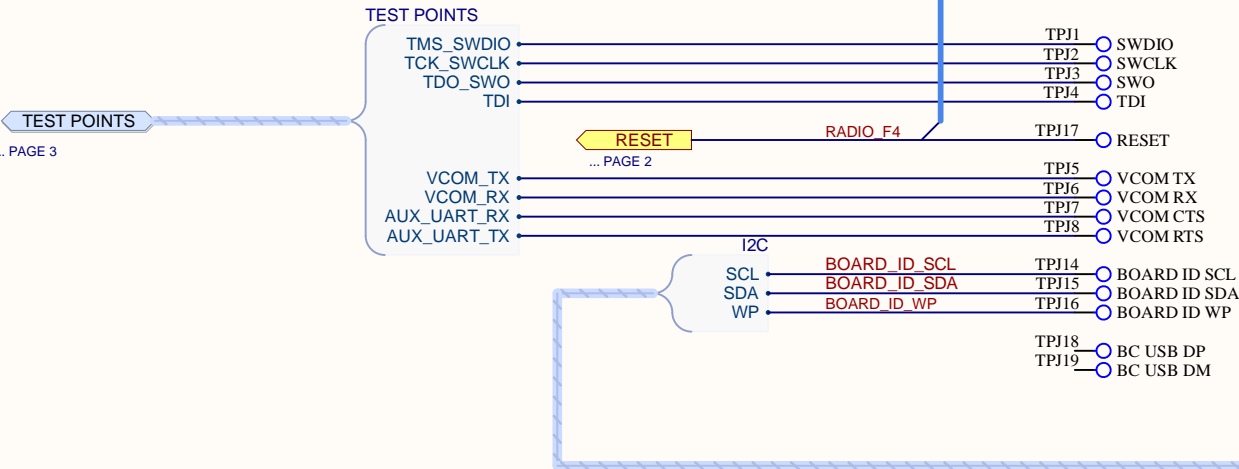 TEST POINTS
TMS_SWDIO TPJ1 SWDIO
TCK_SWCLK TPJ2 SWCLK
TDO_SWO TPJ3 SWO
TDI TPJ4 TDI
TEST POINTS
RESET RADIO_F4 TPJ17 RESET
. PAGE 3
... PAGE 2
VCOM_TX TPJ5 VCOM TX
VCOM_RX TPJ6 VCOM RX
AUX_UART_RX TPJ7 VCOM CTS
AUX_UART_TX TPJ8 VCOM RTS
I2C
SCL BOARD_ID_SCL TPJ14 BOARD ID SCL
SDA BOARD_ID_SDA TPJ15 BOARD ID SDA
WP BOARD_ID_WP TPJ16 BOARD ID WP
TPJ18 BC USB DP
TPJ19 BC USB DM